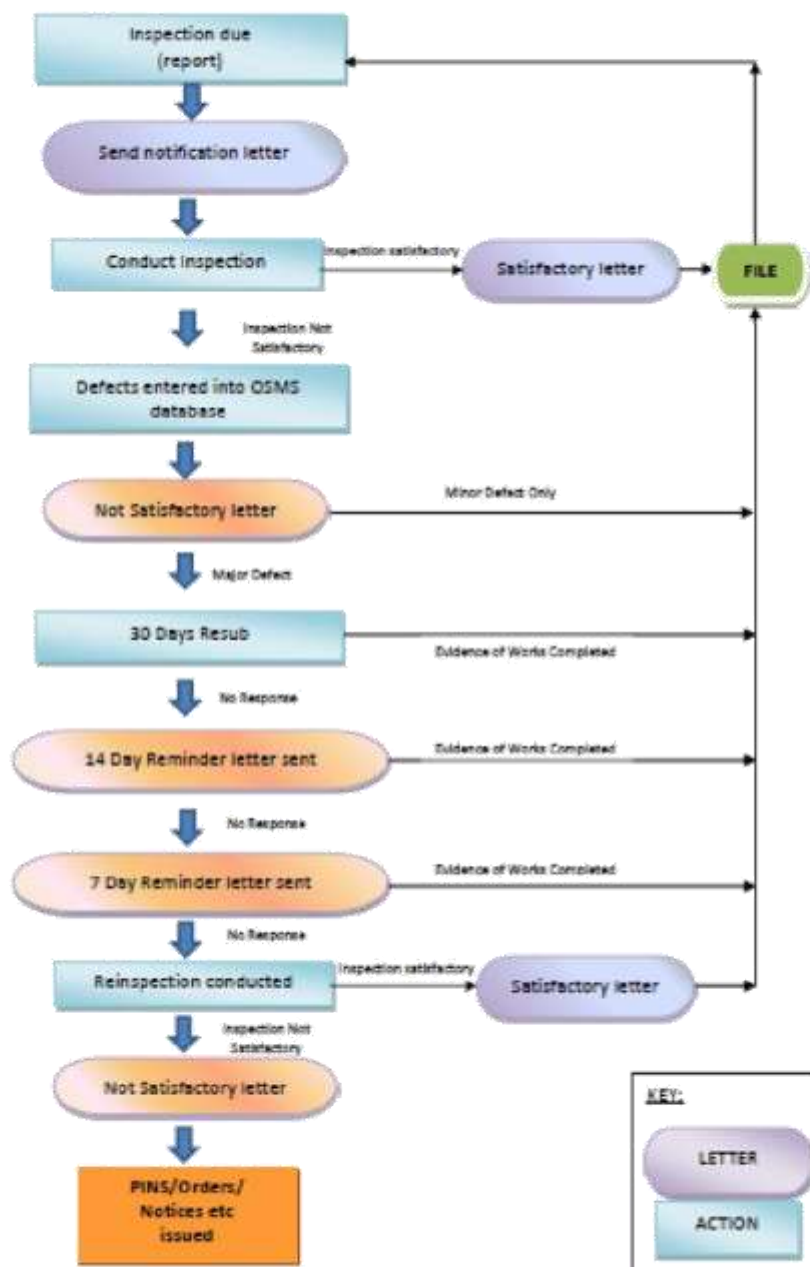 Inspection due
(report)
Send notification letter
Conduct Inspection
Inspection satisfactory
Satisfactory letter
FILE
Inspection Not
Satisfactory
Defects entered into OSMS
database
Not Satisfactory letter
Minor Defect Only
Major Defect
30 Days Resub
Evidence of Works Completed
No Response
14 Day Reminder letter sent
Evidence of Works Completed
No Response
7 Day Reminder letter sent
Evidence of Works Completed
No Response
Reinspection conducted
Inspection satisfactory
Satisfactory letter
Inspection Not
Satisfactory
Not Satisfactory letter
PINS/Orders/
Notices etc
issued
KEY:
LETTER
ACTION